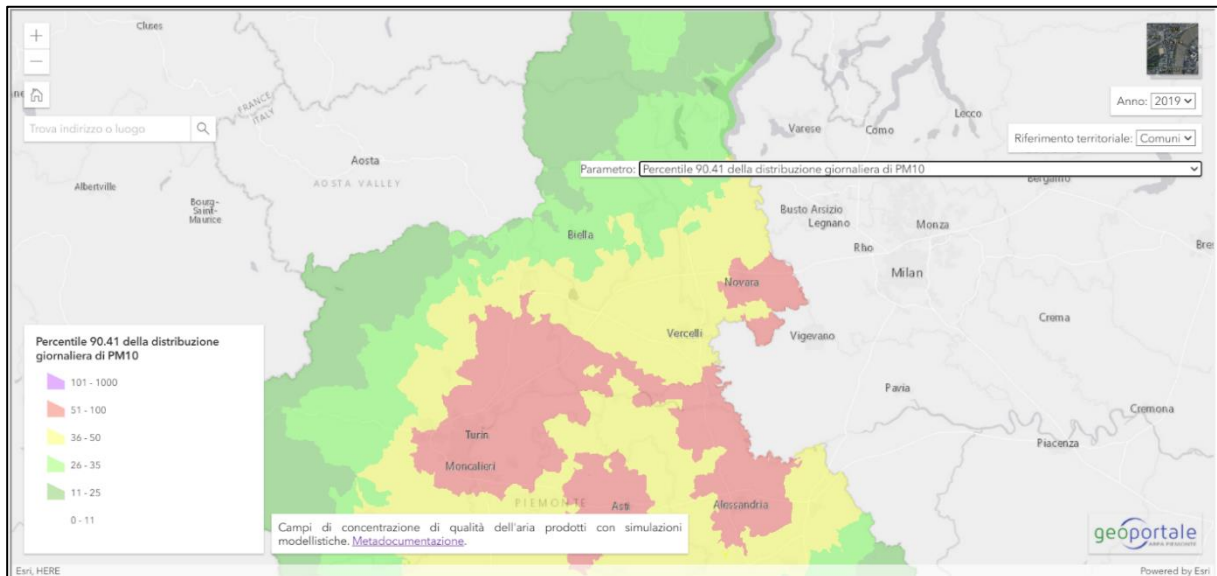 +
Cluses
−
FRANCE
ITALY
Trova indirizzo o luogo
Anno: 2019
Lecco
Varese
Como
Riferimento territoriale: Comuni
Aosta
Parametro: Percentile 90.41 della distribuzione giornaliera di PM10
AOSTA VALLEY
Albertville
Bourg-
Saint-
Maurice
Bergamo
Busto Arsizio
Legnano
Monza
Biella
Rho
Milan
Novara
Crema
Vercelli
Vigevano
Percentile 90.41 della distribuzione
giornaliera di PM10
101 - 1000
51 - 100
36 - 50
26 - 35
11 - 25
0 - 11
Pavia
Cremona
Turin
Piacenza
Moncalieri
PIEMONTE
Asti
Alessandria
Campi di concentrazione di qualità dell'aria prodotti con simulazioni
modellistiche. Metadocumentazione.
geoportale
ARPA PIEMONTE
Esri, HERE
Powered by Esri